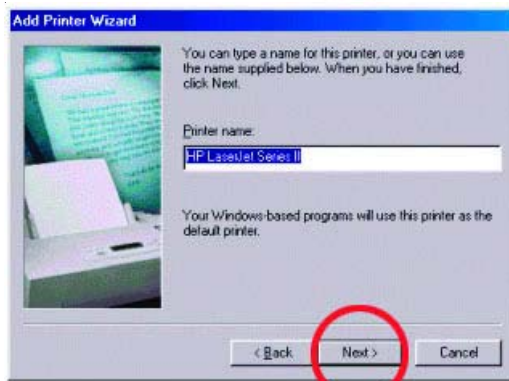 Add Printer Wizard
You can type a name for this printer, or you can use
the name supplied below. When you have finished,
click Next.
Printer name:
HP LaserJet Series II
Your Windows-based programs will use this printer as the
default printer.
< Back
Next >
Cancel